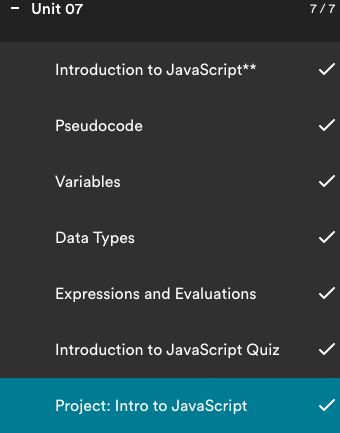 Unit 07 7 / 7
Introduction to JavaScript**
Pseudocode
Variables
Data Types
Expressions and Evaluations
Introduction to JavaScript Quiz
Project: Intro to JavaScript